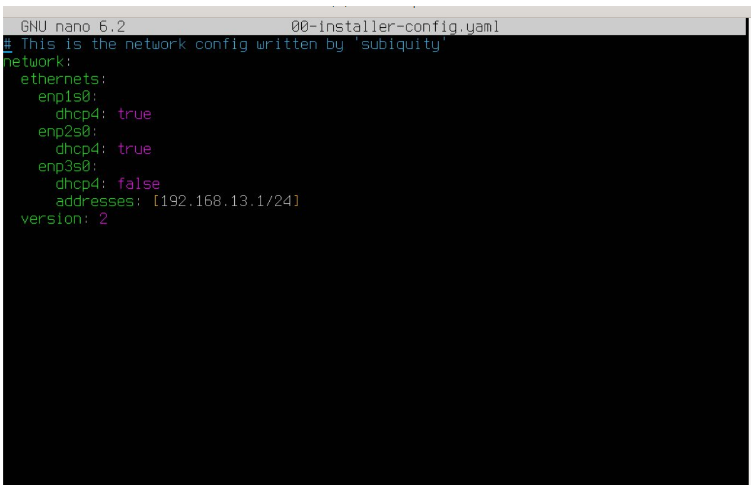 GNU nano 6.2 00-installer-config.yaml
# This is the network config written by 'subiquity'
network:
  ethernets:
    enp1s0:
      dhcp4: true
    enp2s0:
      dhcp4: true
    enp3s0:
      dhcp4: false
      addresses: [192.168.13.1/24]
  version: 2